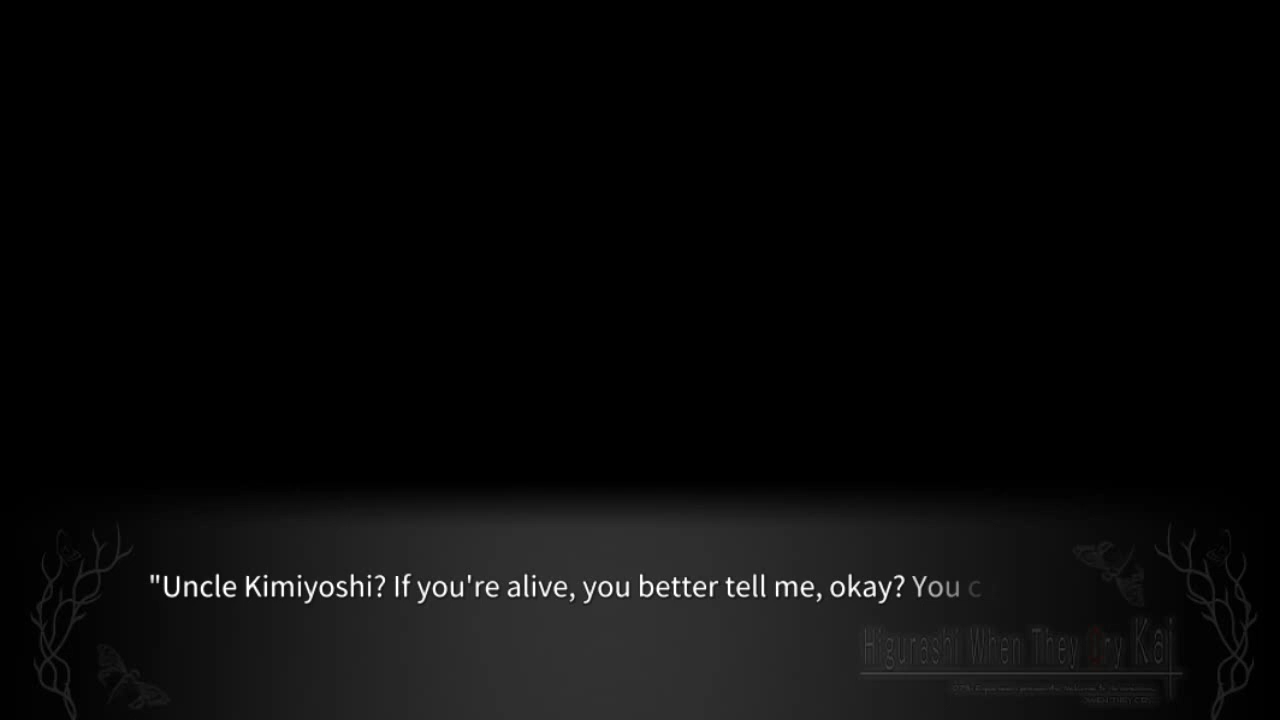 "Uncle Kimiyoshi? If you're alive, you better tell me, okay? You c
Higurashi When They Cry Kai